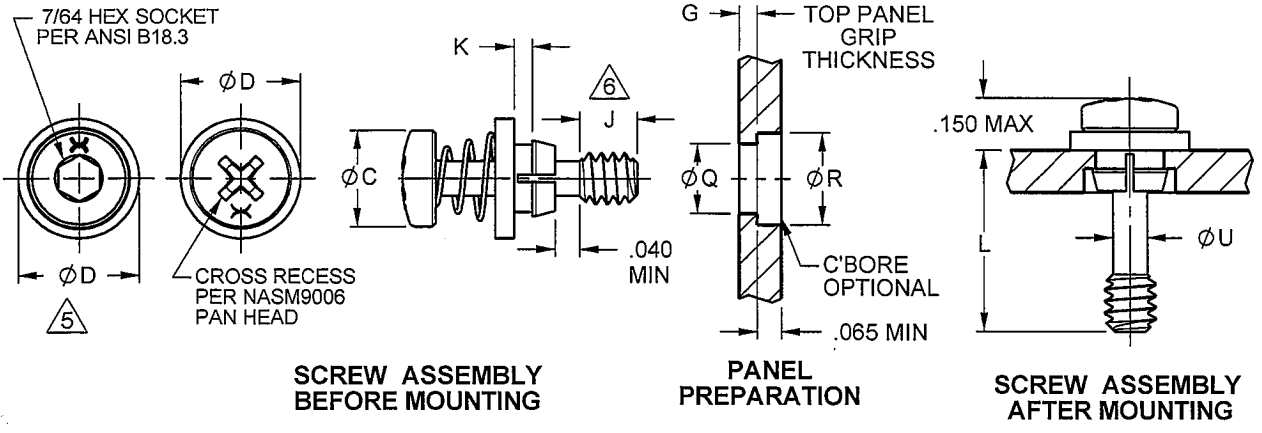 7/64 HEX SOCKET
PER ANSI B18.3
ØD
ØD
5
CROSS RECESS
PER NASM9006
PAN HEAD
K
6
J
ØC
.040
MIN
SCREW ASSEMBLY
BEFORE MOUNTING
G
TOP PANEL
GRIP
THICKNESS
ØQ
ØR
C'BORE
OPTIONAL
.065 MIN
PANEL
PREPARATION
.150 MAX
L
ØU
SCREW ASSEMBLY
AFTER MOUNTING